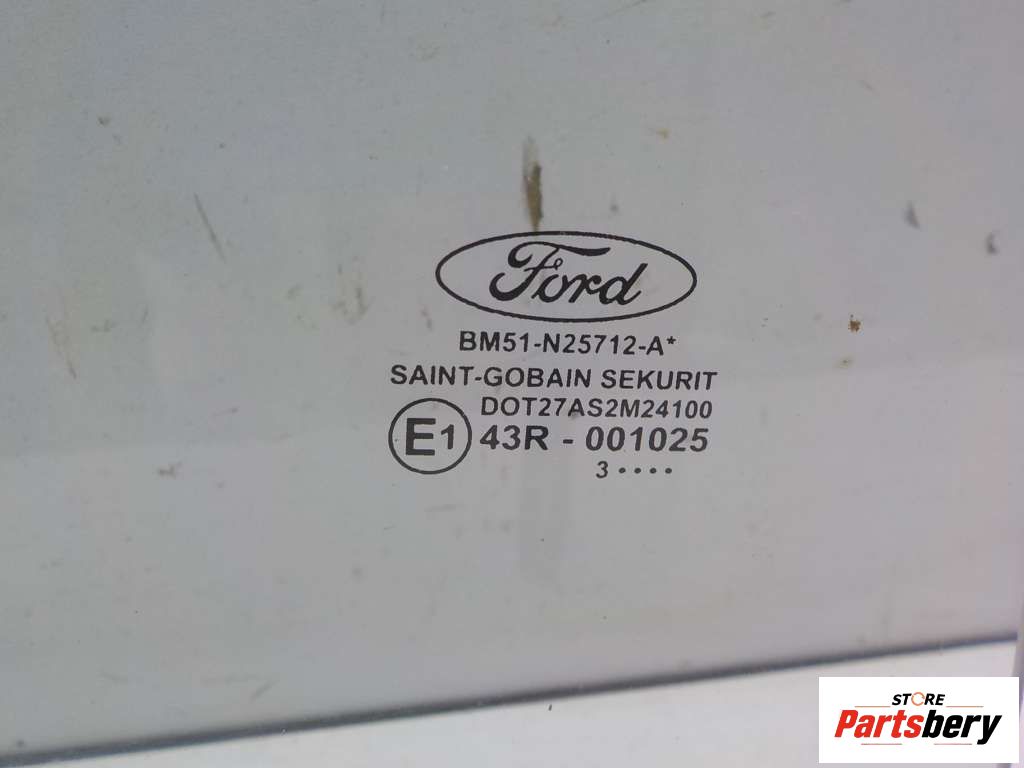 Ford
BM51-N25712-A*
SAINT-GOBAIN SEKURIT
DOT27AS2M24100
E1 43R - 001025
3 ••••
STORE
Partsbery